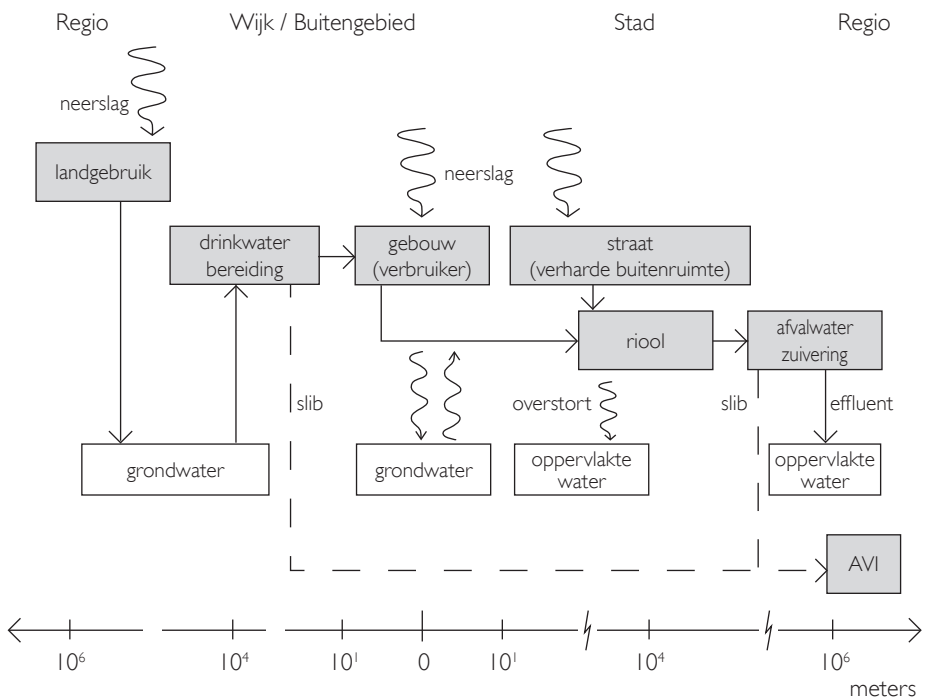 Regio
Wijk / Buitengebied
Stad
Regio
neerslag
landgebruik
neerslag
drinkwater
bereiding
gebouw
(verbruiker)
straat
(verharde buitenruimte)
riool
afvalwater
zuivering
slib
overstort
slib
effluent
grondwater
grondwater
oppervlakte
water
oppervlakte
water
AVI
10⁶
10⁴
10¹
0
10¹
10⁴
10⁶
meters